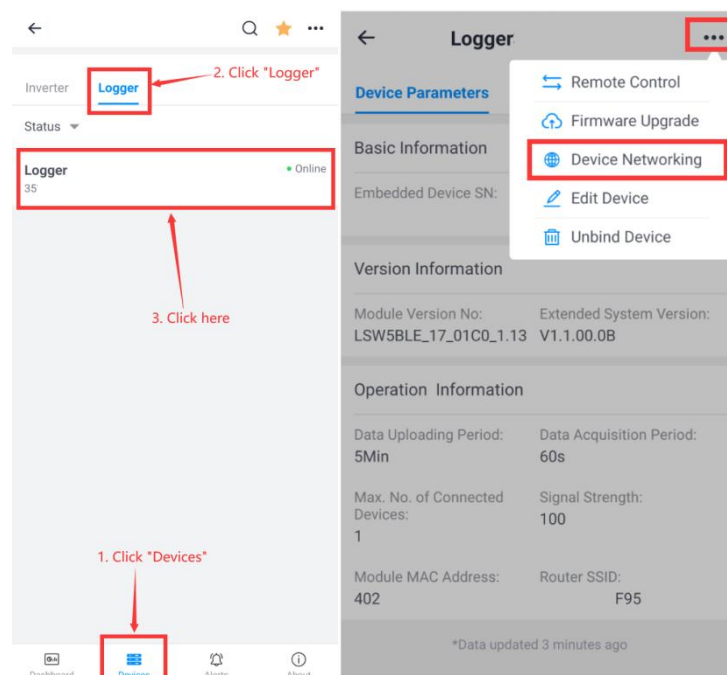 2. Click "Logger"
Inverter
Logger
Status
Logger
Online
35
3. Click here
1. Click "Devices"
Dashboard
Devices
Alerts
About
Logger
Remote Control
Device Parameters
Firmware Upgrade
Basic Information
Device Networking
Embedded Device SN:
Edit Device
Unbind Device
Version Information
Module Version No:
Extended System Version:
LSW5BLE_17_01C0_1.13
V1.1.00.0B
Operation Information
Data Uploading Period:
Data Acquisition Period:
5Min
60s
Max. No. of Connected
Devices:
Signal Strength:
1
100
Module MAC Address:
Router SSID:
402
F95
*Data updated 3 minutes ago